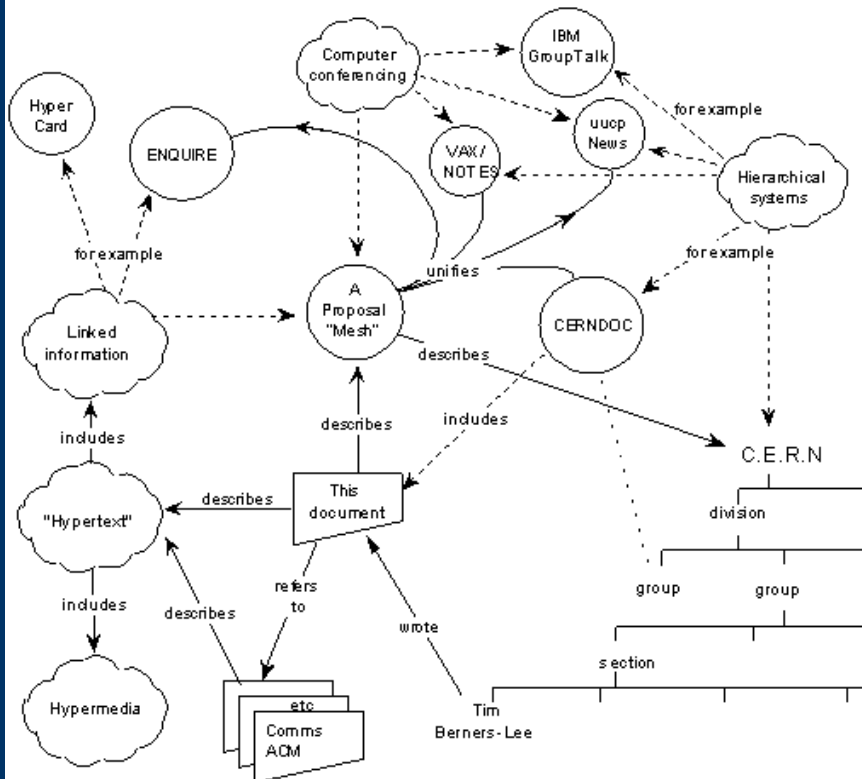 IBM
GroupTalk
Computer
conferencing
Hyper
Card
for example
uucp
News
ENQUIRE
VAX/
NOTES
Hierarchical
systems
for example
unifies
for example
A
Proposal
"Mesh"
CERNDOC
Linked
information
describes
includes
describes
includes
C.E.R.N
This
document
describes
division
"Hypertext"
refers
to
group
group
includes
describes
wrote
section
etc
Hypermedia
Comms
ACM
Tim
Berners-Lee